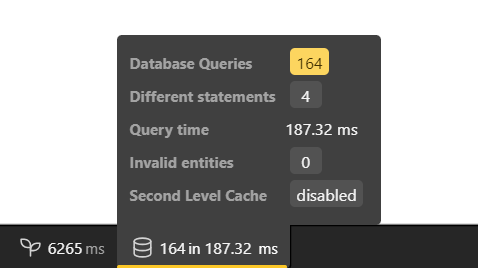 Database Queries 164
Different statements 4
Query time 187.32 ms
Invalid entities 0
Second Level Cache disabled
6265 ms 164 in 187.32 ms